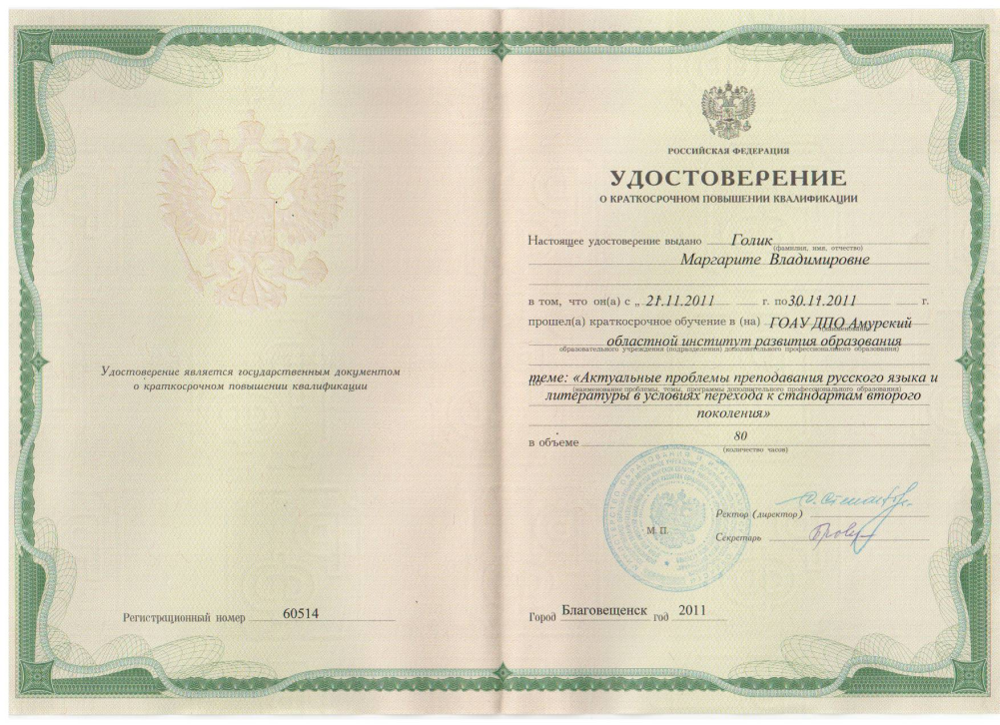 Удостоверение является государственным документом
о краткосрочном повышении квалификации
Регистрационный номер 60514
РОССИЙСКАЯ ФЕДЕРАЦИЯ
УДОСТОВЕРЕНИЕ
О КРАТКОСРОЧНОМ ПОВЫШЕНИИ КВАЛИФИКАЦИИ
Настоящее удостоверение выдано Голик
(фамилия, имя, отчество)
Маргарите Владимировне
в том, что он(а) с „ 21.11.2011 г. по 30.11.2011 г.
прошел(а) краткосрочное обучение в (на) ГОАУ ДПО Амурский
(наименование)
областной институт развития образования
образовательного учреждения (подразделения) дополнительного профессионального образования)
по теме: «Актуальные проблемы преподавания русского языка и
(наименование проблемы, темы, программы дополнительного профессионального образования)
литературы в условиях перехода к стандартам второго
поколения»
в объеме 80
(количество часов)
Ректор (директор)
М. П.
Секретарь
Город Благовещенск год 2011